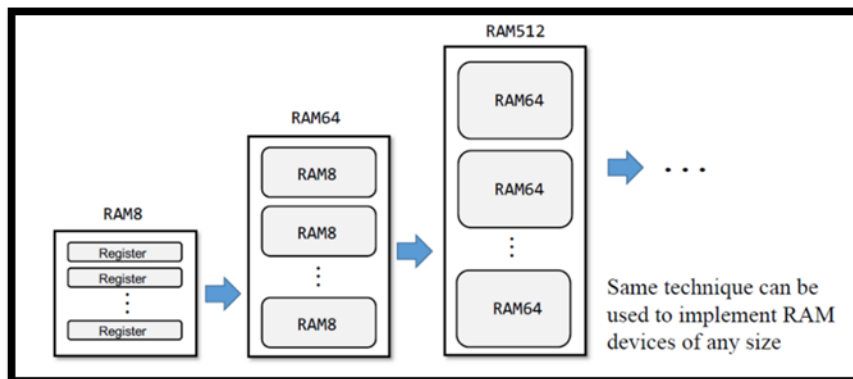 RAM8
Register
Register
⋮
Register
RAM64
RAM8
RAM8
⋮
RAM8
RAM512
RAM64
RAM64
⋮
RAM64
...
Same technique can be
used to implement RAM
devices of any size